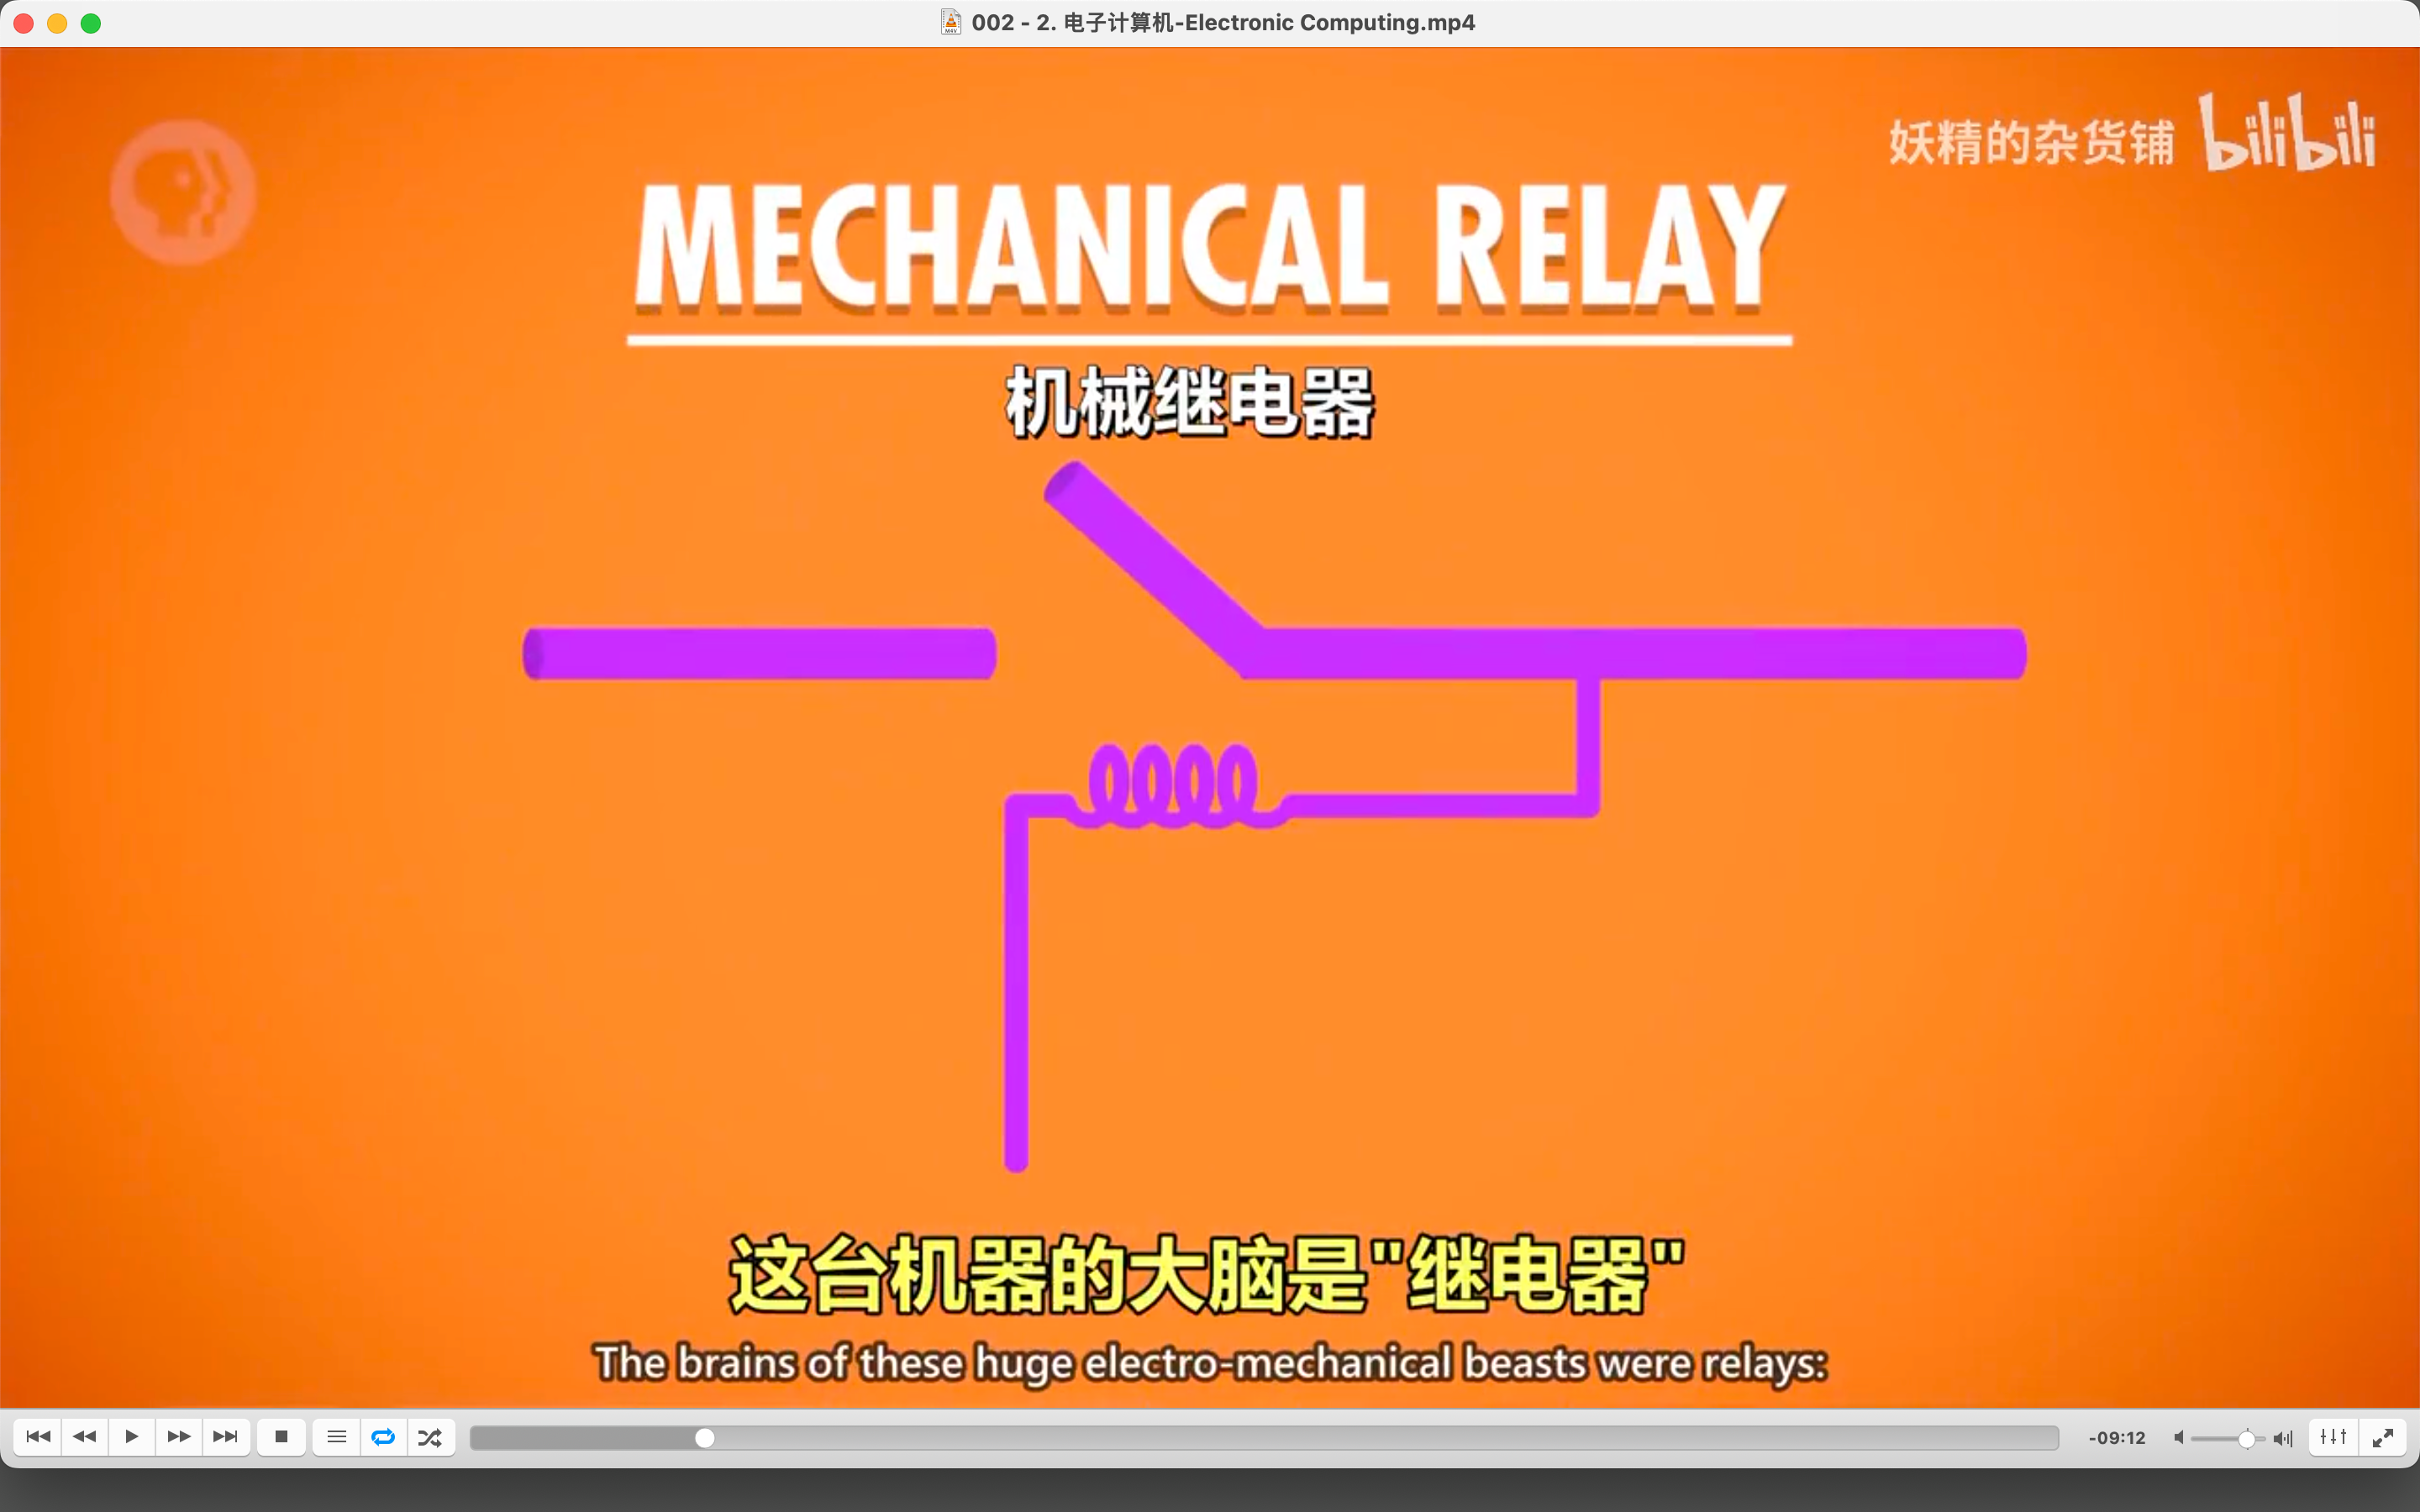 002 - 2. 电子计算机-Electronic Computing.mp4
妖精的杂货铺 bilibili
MECHANICAL RELAY
机械继电器
这台机器的大脑是"继电器"
The brains of these huge electro-mechanical beasts were relays:
-09:12